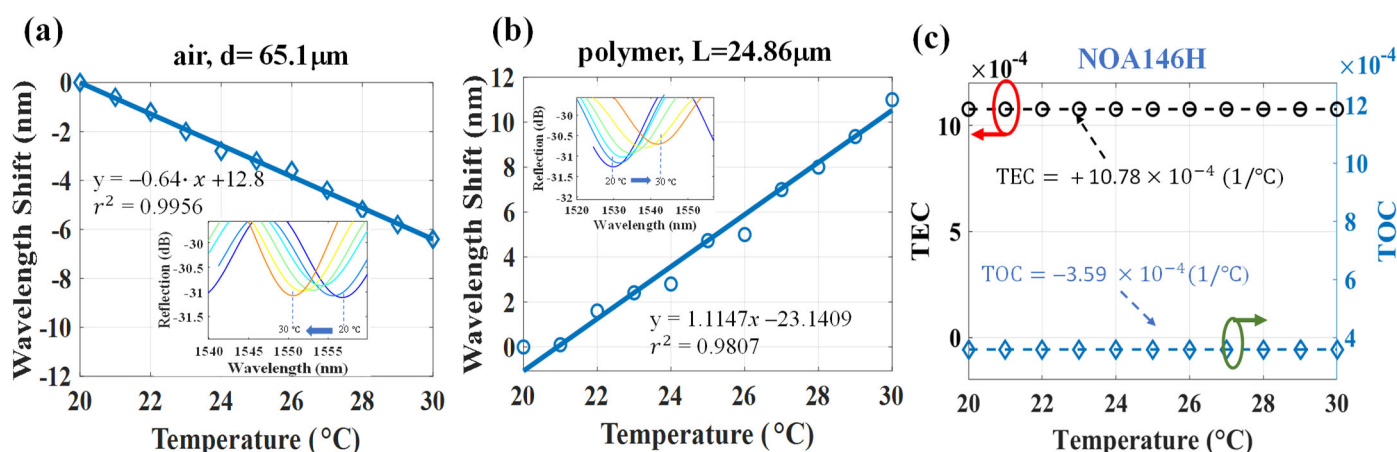 (a)
air, d= 65.1μm
Wavelength Shift (nm)
0
-2
-4
-6
-8
-10
-12
y = −0.64· x +12.8
r² = 0.9956
Reflection (dB)
-30
-30.5
-31
-31.5
30 ℃
20 ℃
1540
1545
1550
1555
Wavelength (nm)
20
22
24
26
28
30
Temperature (°C)
(b)
polymer, L=24.86μm
Wavelength Shift (nm)
12
10
8
6
4
2
0
-2
Reflection (dB)
-30
-30.5
-31
-31.5
-32
20 ℃
30 ℃
1520
1530
1540
1550
Wavelength (nm)
y = 1.1147x −23.1409
r² = 0.9807
20
22
24
26
28
30
Temperature (°C)
(c)
NOA146H
×10⁻⁴
×10⁻⁴
TEC
10
5
0
TEC = +10.78 × 10⁻⁴ (1/℃)
TOC = −3.59 × 10⁻⁴(1/℃)
12
10
8
6
4
TOC
20
22
24
26
28
30
Temperature (°C)